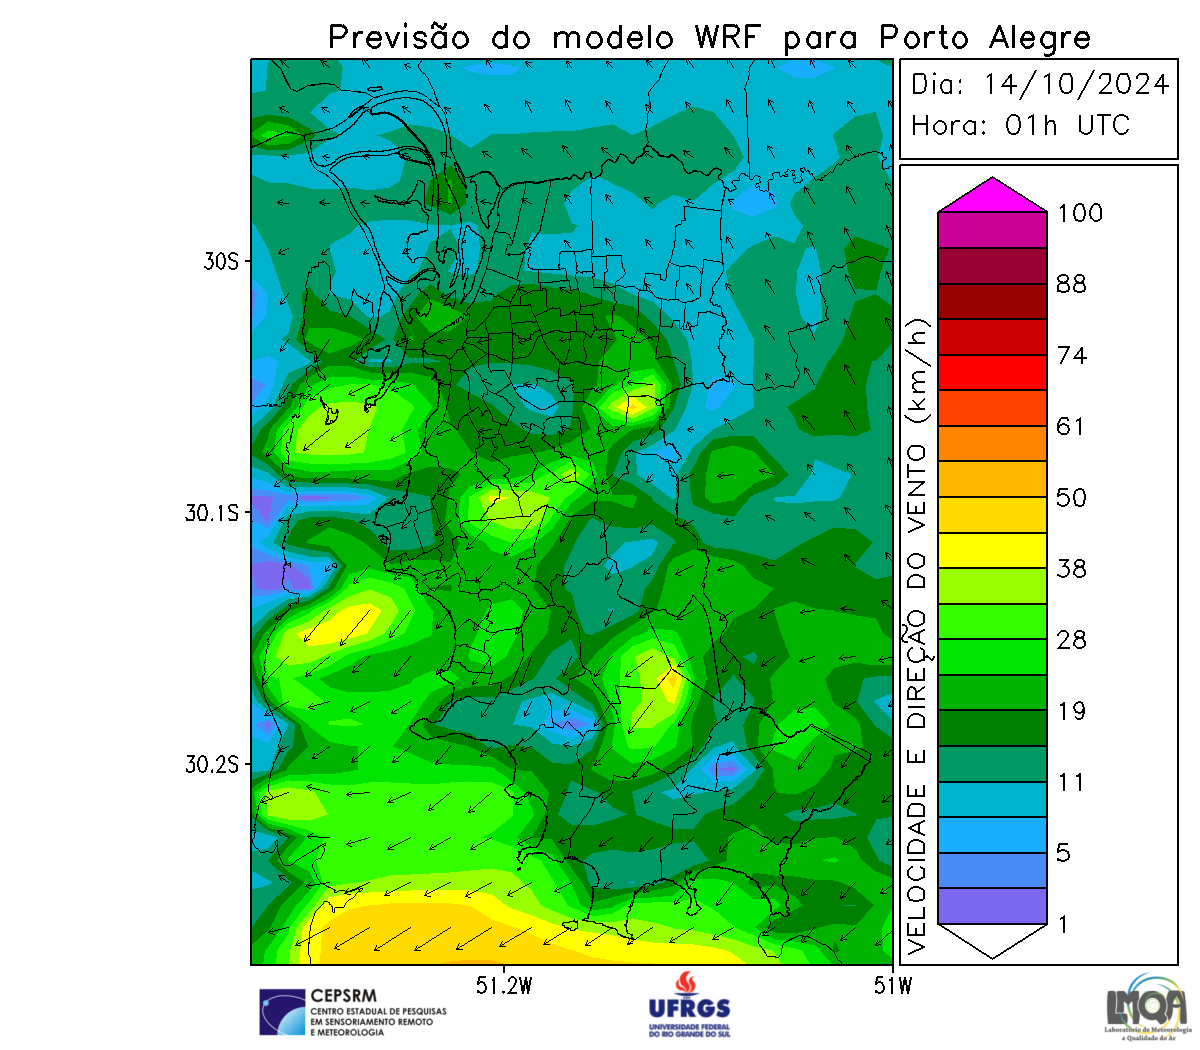 Previsão do modelo WRF para Porto Alegre
Dia: 14/10/2024
Hora: 01h UTC
30S
30.1S
30.2S
51.2W
51W
VELOCIDADE E DIREÇÃO DO VENTO (km/h)
100
88
74
61
50
38
28
19
11
5
1
CEPSRM
CENTRO ESTADUAL DE PESQUISAS
EM SENSORIAMENTO REMOTO
E METEOROLOGIA
UFRGS
UNIVERSIDADE FEDERAL
DO RIO GRANDE DO SUL
LMQA
Laboratório de Meteorologia
e Qualidade do Ar